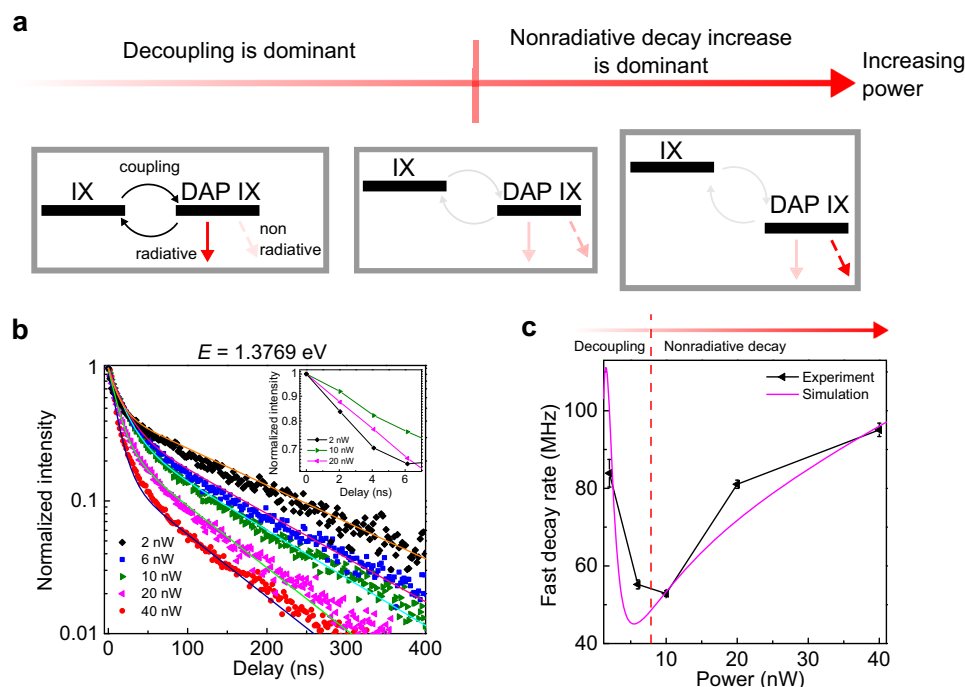 a
Decoupling is dominant
Nonradiative decay increase
is dominant
Increasing
power
IX
coupling
DAP IX
radiative
non
radiative
IX
DAP IX
IX
DAP IX
b
E = 1.3769 eV
Normalized intensity
1
0.1
0.01
0
100
200
300
400
Delay (ns)
2 nW
6 nW
10 nW
20 nW
40 nW
Normalized intensity
1
0.9
0.8
0.7
0
2
4
6
Delay (ns)
2 nW
10 nW
20 nW
c
Decoupling
Nonradiative decay
Fast decay rate (MHz)
100
80
60
40
10
20
30
40
Power (nW)
Experiment
Simulation